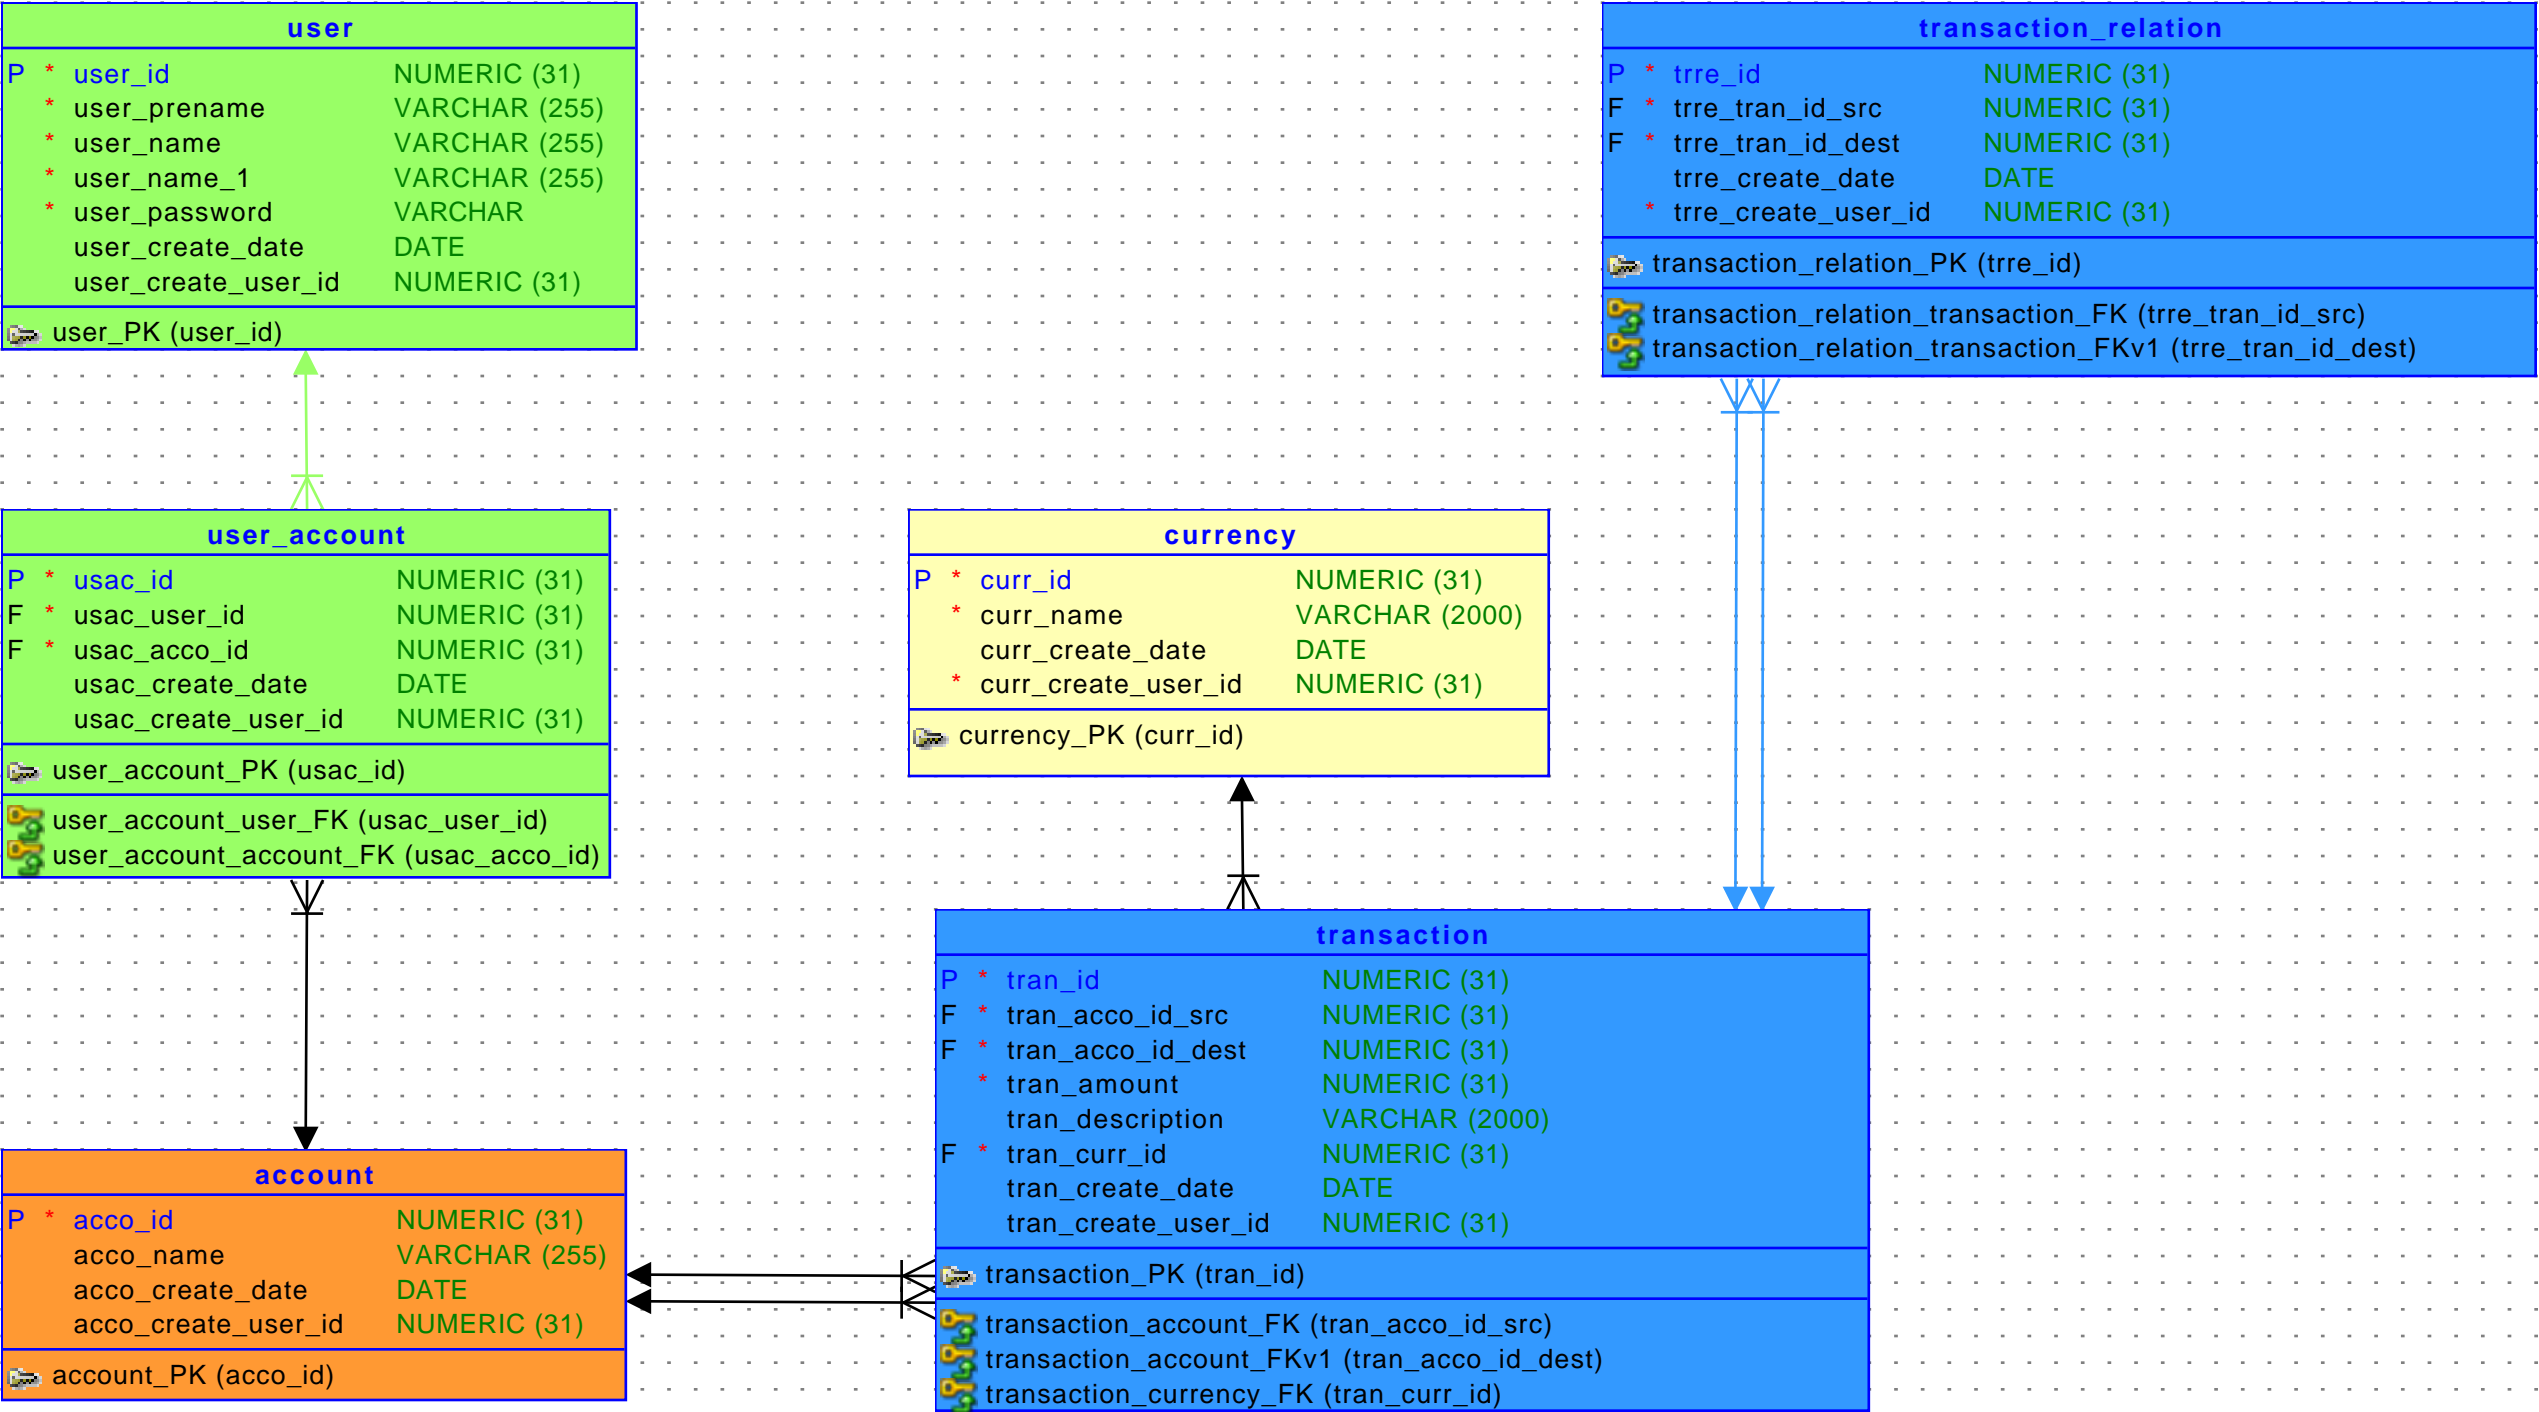 user
P * user_id NUMERIC (31)
* user_prename VARCHAR (255)
* user_name VARCHAR (255)
* user_name_1 VARCHAR (255)
* user_password VARCHAR
user_create_date DATE
user_create_user_id NUMERIC (31)
user_PK (user_id)
transaction_relation
P * trre_id NUMERIC (31)
F * trre_tran_id_src NUMERIC (31)
F * trre_tran_id_dest NUMERIC (31)
trre_create_date DATE
* trre_create_user_id NUMERIC (31)
transaction_relation_PK (trre_id)
transaction_relation_transaction_FK (trre_tran_id_src)
transaction_relation_transaction_FKv1 (trre_tran_id_dest)
user_account
P * usac_id NUMERIC (31)
F * usac_user_id NUMERIC (31)
F * usac_acco_id NUMERIC (31)
usac_create_date DATE
usac_create_user_id NUMERIC (31)
user_account_PK (usac_id)
user_account_user_FK (usac_user_id)
user_account_account_FK (usac_acco_id)
currency
P * curr_id NUMERIC (31)
* curr_name VARCHAR (2000)
curr_create_date DATE
* curr_create_user_id NUMERIC (31)
currency_PK (curr_id)
transaction
P * tran_id NUMERIC (31)
F * tran_acco_id_src NUMERIC (31)
F * tran_acco_id_dest NUMERIC (31)
* tran_amount NUMERIC (31)
tran_description VARCHAR (2000)
F * tran_curr_id NUMERIC (31)
tran_create_date DATE
tran_create_user_id NUMERIC (31)
transaction_PK (tran_id)
transaction_account_FK (tran_acco_id_src)
transaction_account_FKv1 (tran_acco_id_dest)
transaction_currency_FK (tran_curr_id)
account
P * acco_id NUMERIC (31)
acco_name VARCHAR (255)
acco_create_date DATE
acco_create_user_id NUMERIC (31)
account_PK (acco_id)